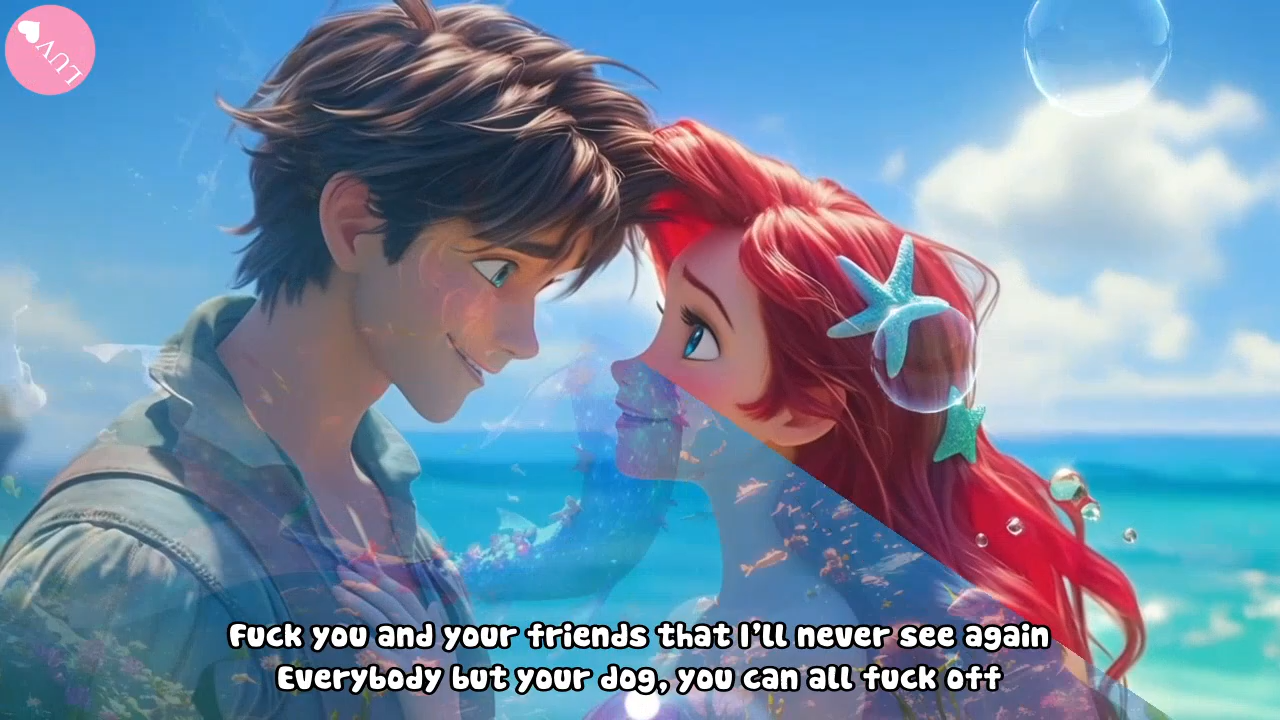 LUV
Fuck you and your friends that I'll never see again
Everybody but your dog, you can all fuck off